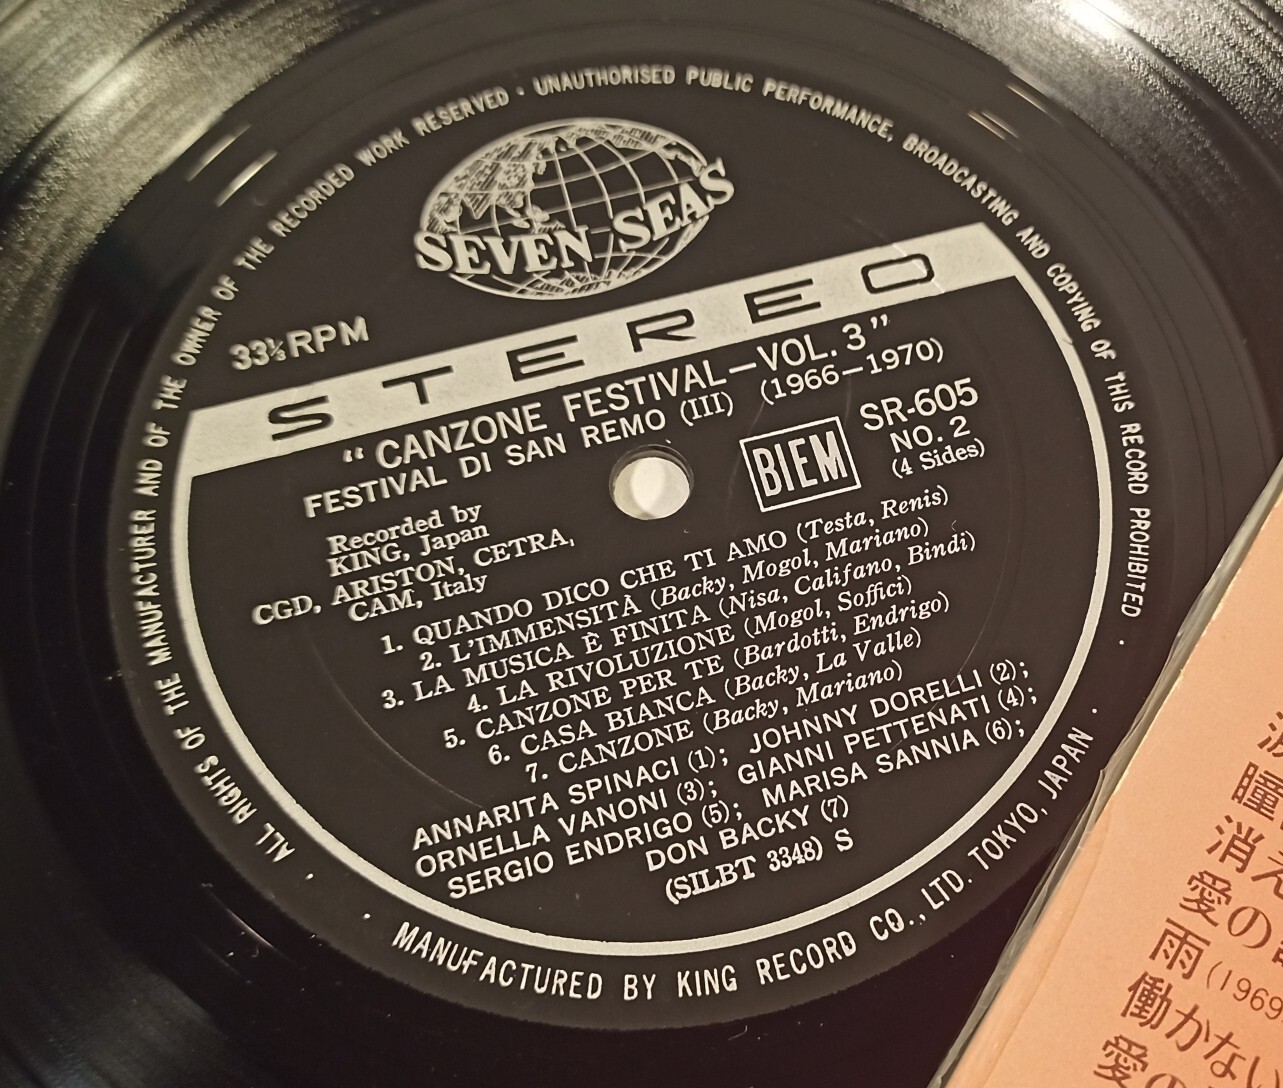 ALL RIGHTS OF THE MANUFACTURER AND OF THE OWNER OF THE RECORDED WORK RESERVED · UNAUTHORISED PUBLIC PERFORMANCE, BROADCASTING AND COPYING OF THIS RECORD PROHIBITED ·
SEVEN SEAS
33⅓RPM
STEREO
"CANZONE FESTIVAL—VOL. 3"
FESTIVAL DI SAN REMO (III) (1966—1970)
Recorded by
KING, Japan
CGD, ARISTON, CETRA,
CAM, Italy
BIEM
SR-605
NO. 2
(4 Sides)
1. QUANDO DICO CHE TI AMO (Testa, Renis)
2. L'IMMENSITÀ (Backy, Mogol, Mariano)
3. LA MUSICA È FINITA (Nisa, Califano, Bindi)
4. LA RIVOLUZIONE (Mogol, Soffici)
5. CANZONE PER TE (Bardotti, Endrigo)
6. CASA BIANCA (Backy, La Valle)
7. CANZONE (Backy, Mariano)
ANNARITA SPINACI (1); JOHNNY DORELLI (2);
ORNELLA VANONI (3); GIANNI PETTENATI (4);
SERGIO ENDRIGO (5); MARISA SANNIA (6);
DON BACKY (7)
(SILBT 3348) S
· MANUFACTURED BY KING RECORD CO., LTD. TOKYO, JAPAN ·
瞳
消え
愛の
雨 (1969
働かない
愛の